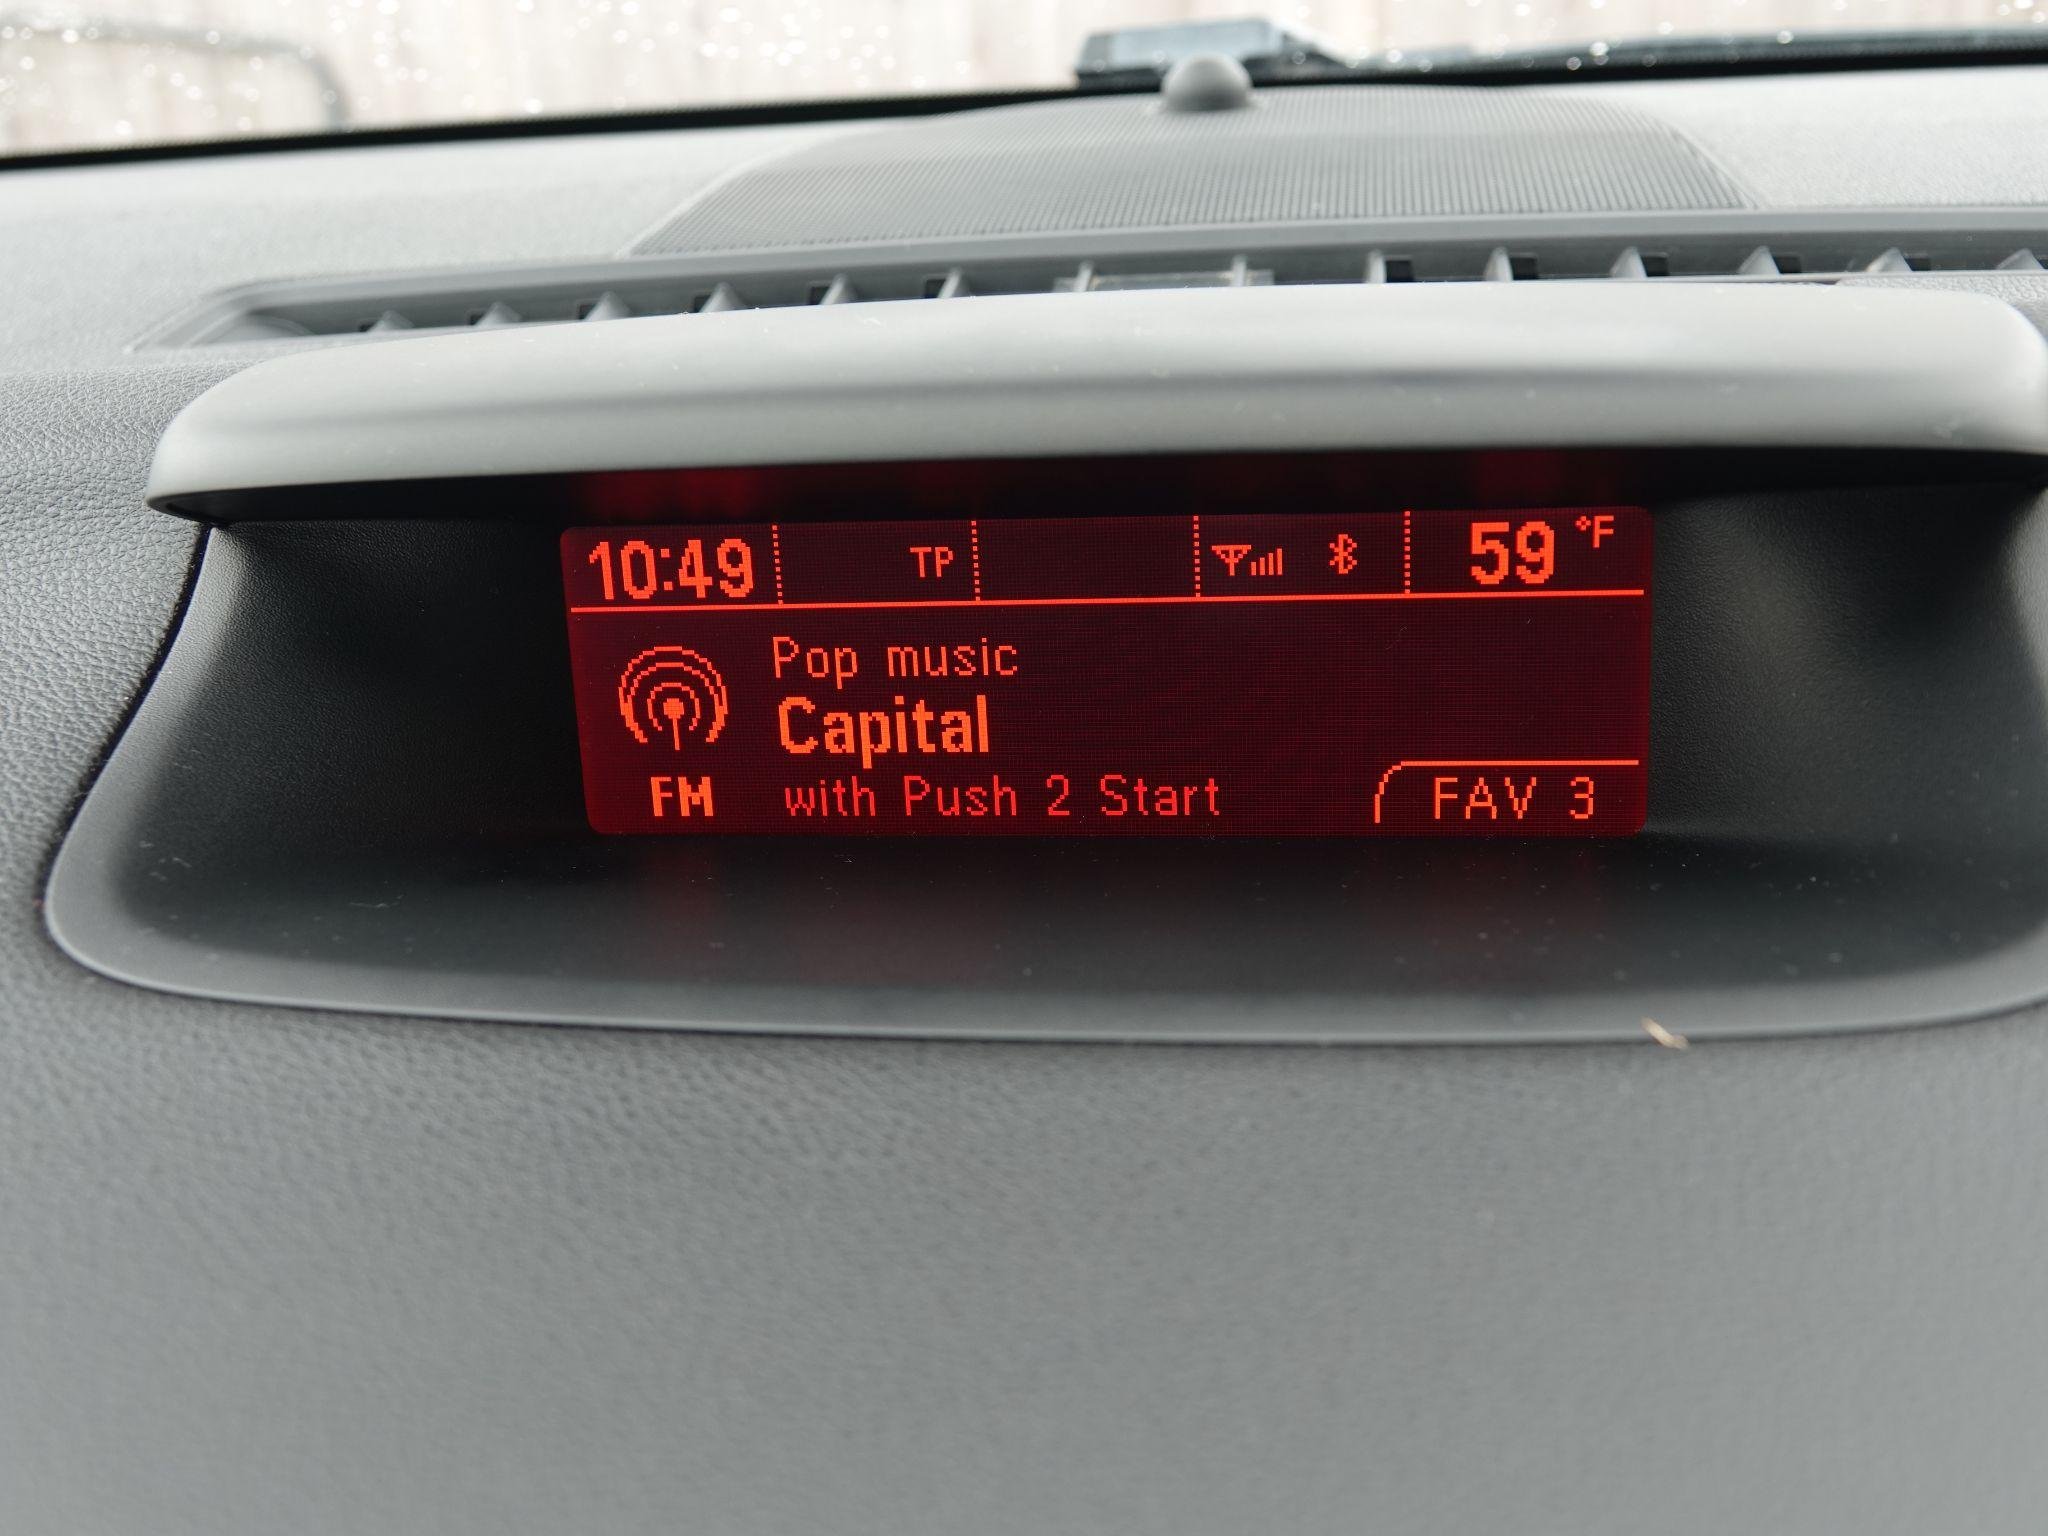 10:49 TP 59 °F
Pop music
Capital
FM with Push 2 Start FAV 3